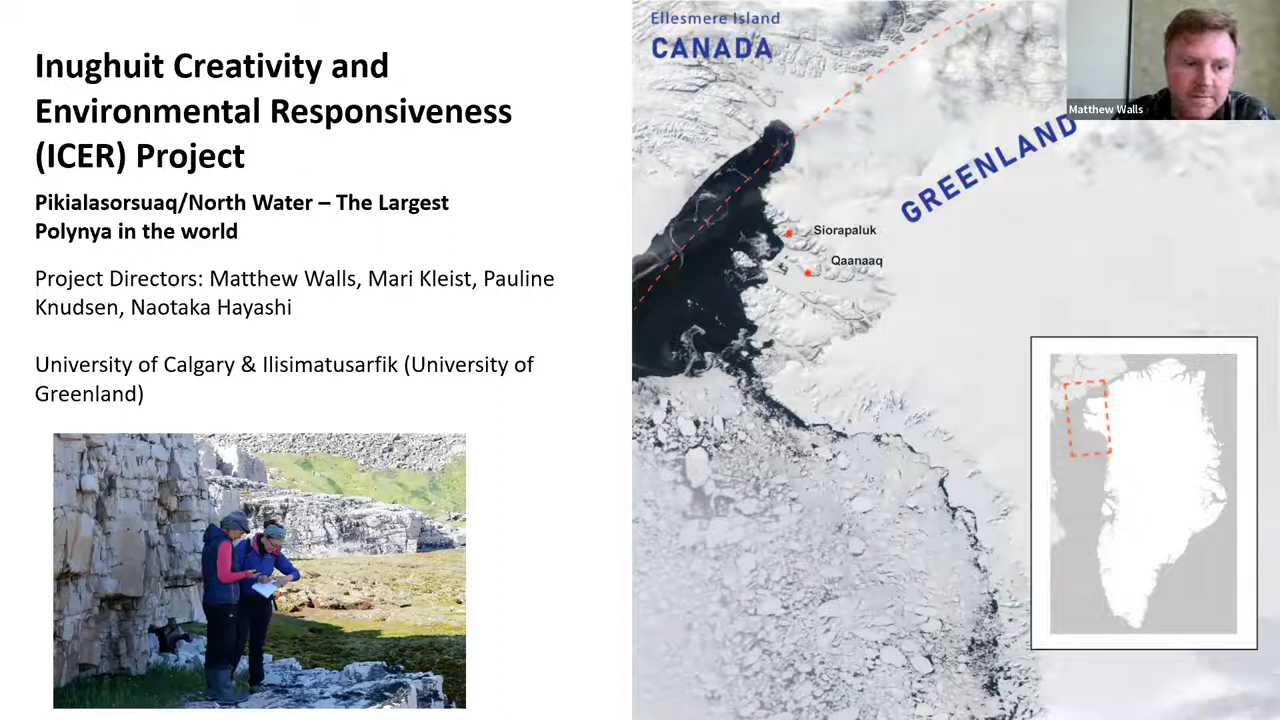 Inughuit Creativity and
Environmental Responsiveness
(ICER) Project
Pikialasorsuaq/North Water – The Largest
Polynya in the world
Project Directors: Matthew Walls, Mari Kleist, Pauline
Knudsen, Naotaka Hayashi
University of Calgary & Ilisimatusarfik (University of
Greenland)
Ellesmere Island
CANADA
GREENLAND
Siorapaluk
Qaanaaq
Matthew Walls